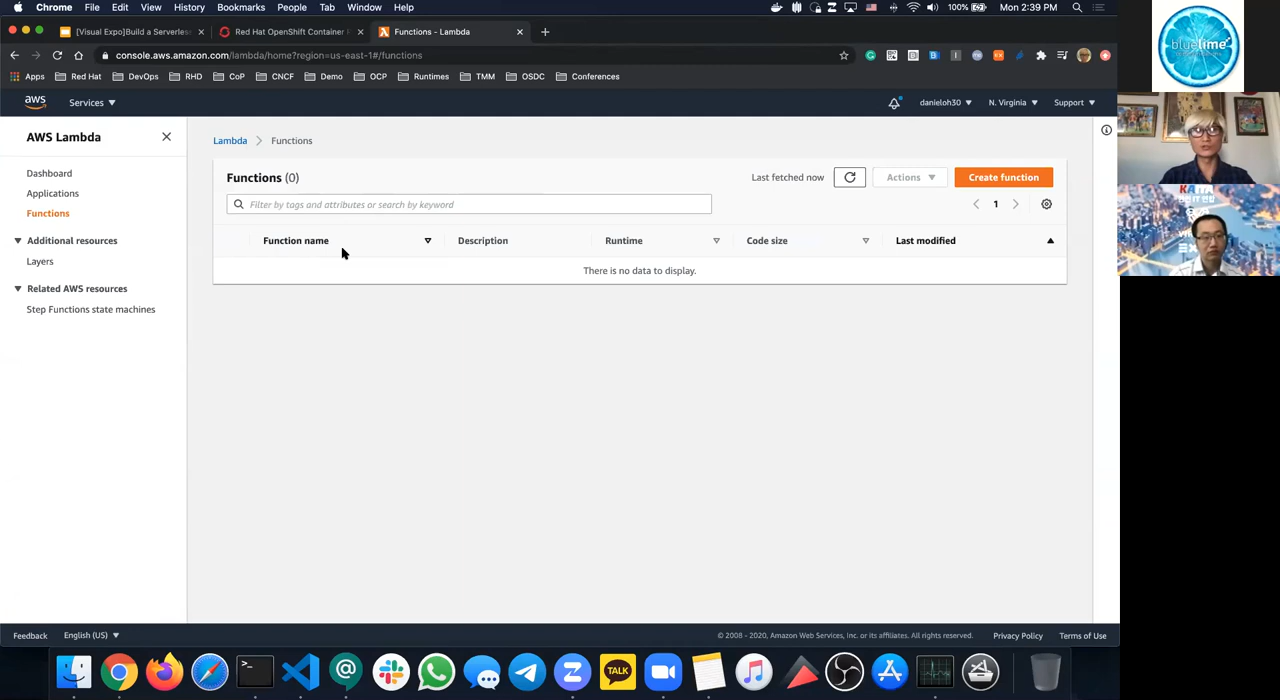 Chrome File Edit View History Bookmarks People Tab Window Help
100% Mon 2:39 PM
[Visual Expo]Build a Serverless
Red Hat OpenShift Container
Functions - Lambda
console.aws.amazon.com/lambda/home?region=us-east-1#/functions
Apps Red Hat DevOps RHD CoP CNCF Demo OCP Runtimes TMM OSDC Conferences
aws Services danieloh30 N. Virginia Support
AWS Lambda
Dashboard
Applications
Functions
Additional resources
Layers
Related AWS resources
Step Functions state machines
Lambda Functions
Functions (0)
Last fetched now
Actions
Create function
Filter by tags and attributes or search by keyword
1
Function name Description Runtime Code size Last modified
There is no data to display.
Feedback English (US) © 2008 - 2020, Amazon Web Services, Inc. or its affiliates. All rights reserved. Privacy Policy Terms of Use
TALK
bluelime